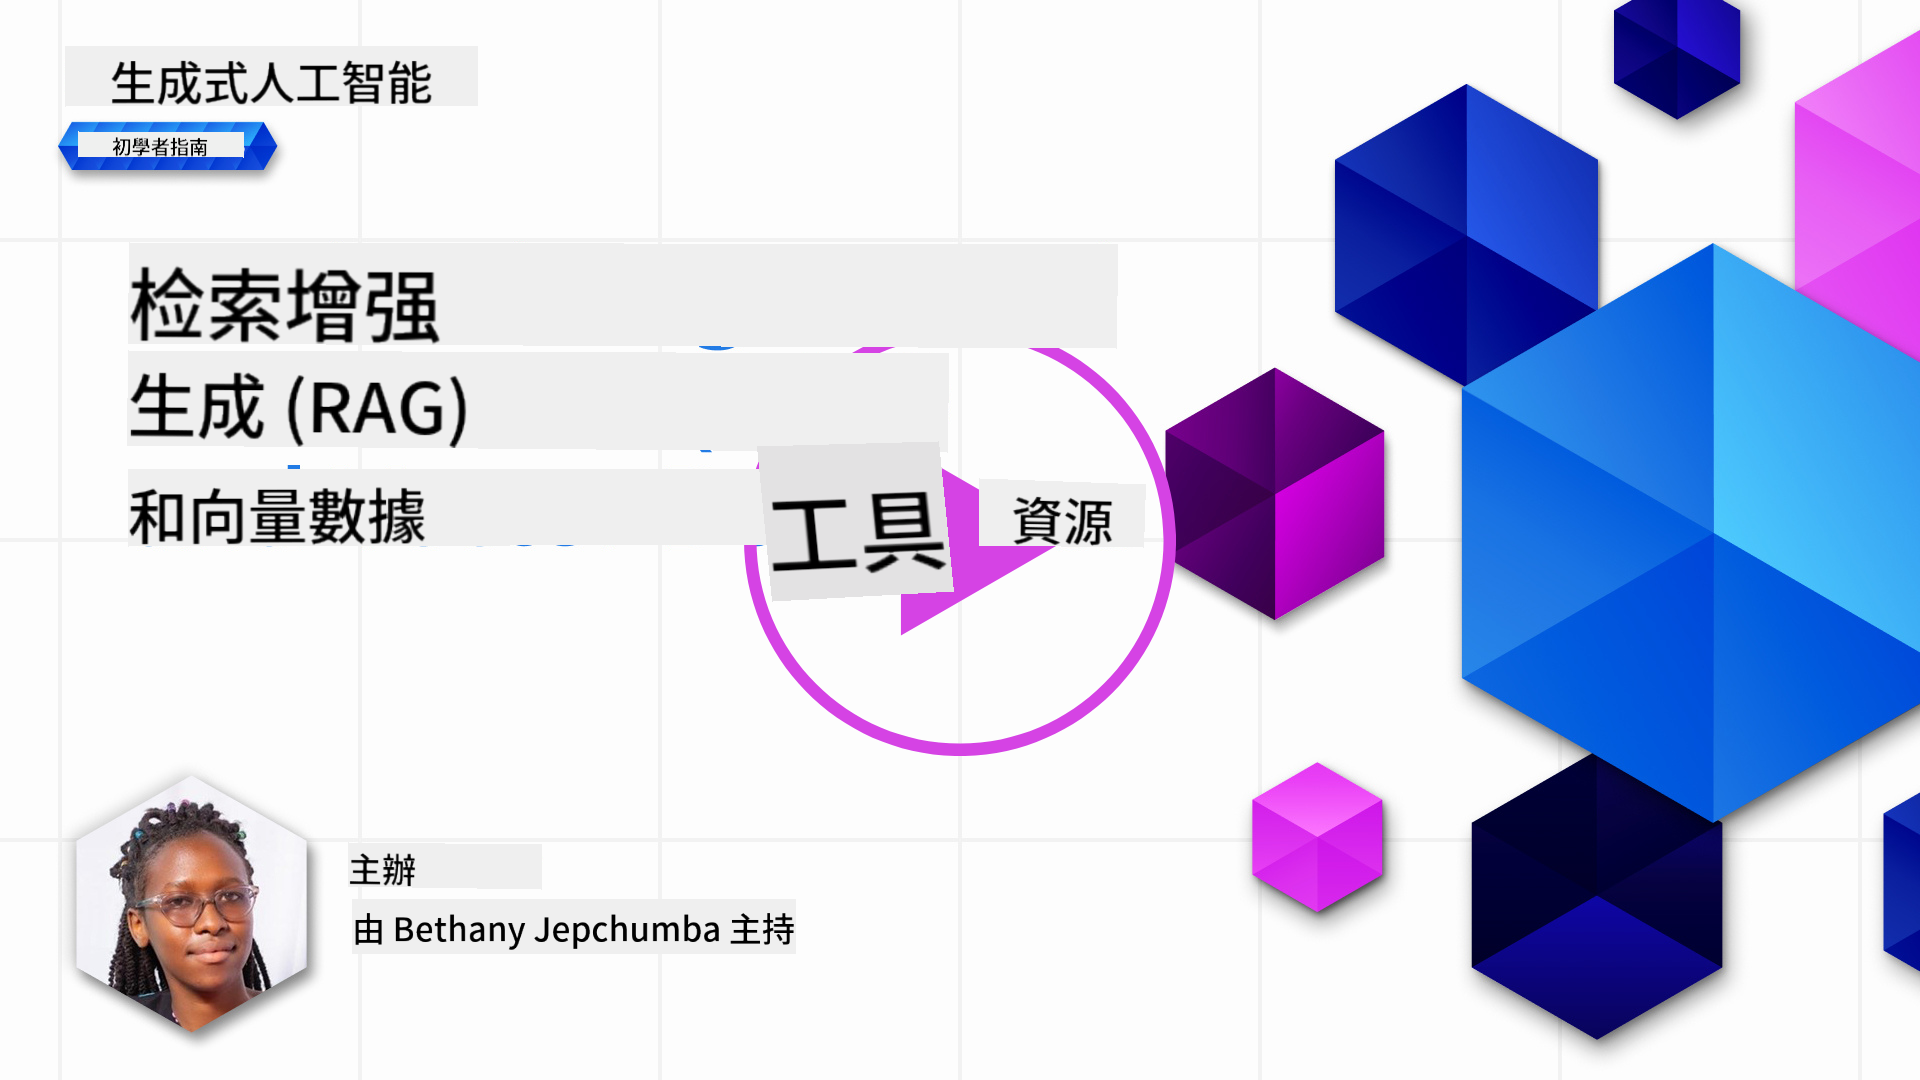 生成式人工智能
初學者指南
检索增强
生成 (RAG)
和向量數據
工具
資源
主辦
由 Bethany Jepchumba 主持